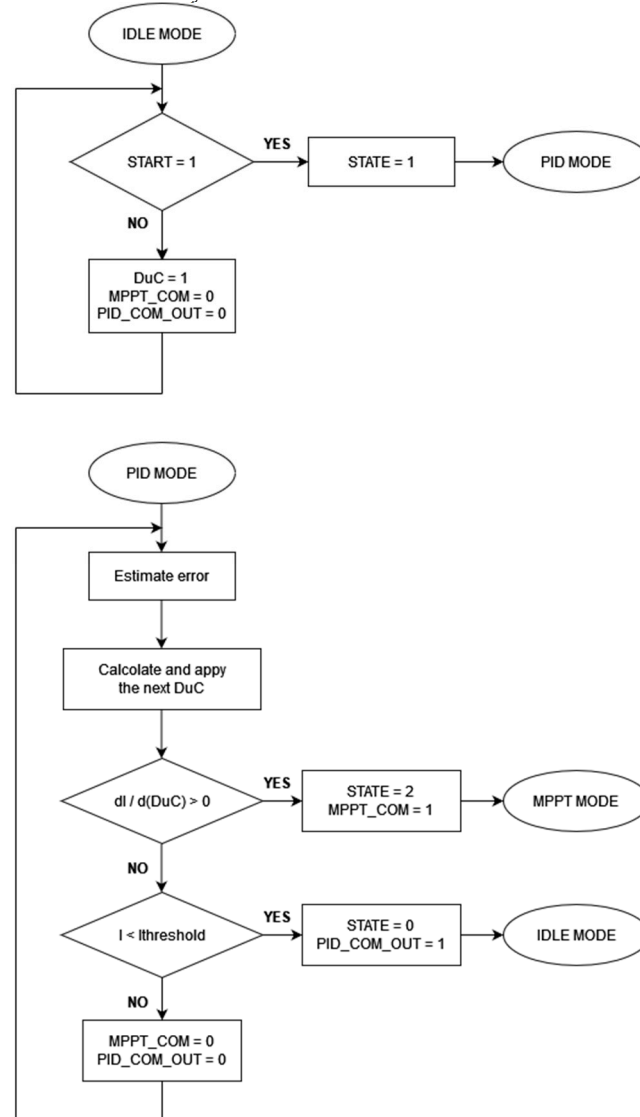 IDLE MODE
START = 1
YES
STATE = 1
PID MODE
NO
DuC = 1
MPPT_COM = 0
PID_COM_OUT = 0
PID MODE
Estimate error
Calcolate and appy
the next DuC
dI / d(DuC) > 0
YES
STATE = 2
MPPT_COM = 1
MPPT MODE
NO
I < Ithreshold
YES
STATE = 0
PID_COM_OUT = 1
IDLE MODE
NO
MPPT_COM = 0
PID_COM_OUT = 0